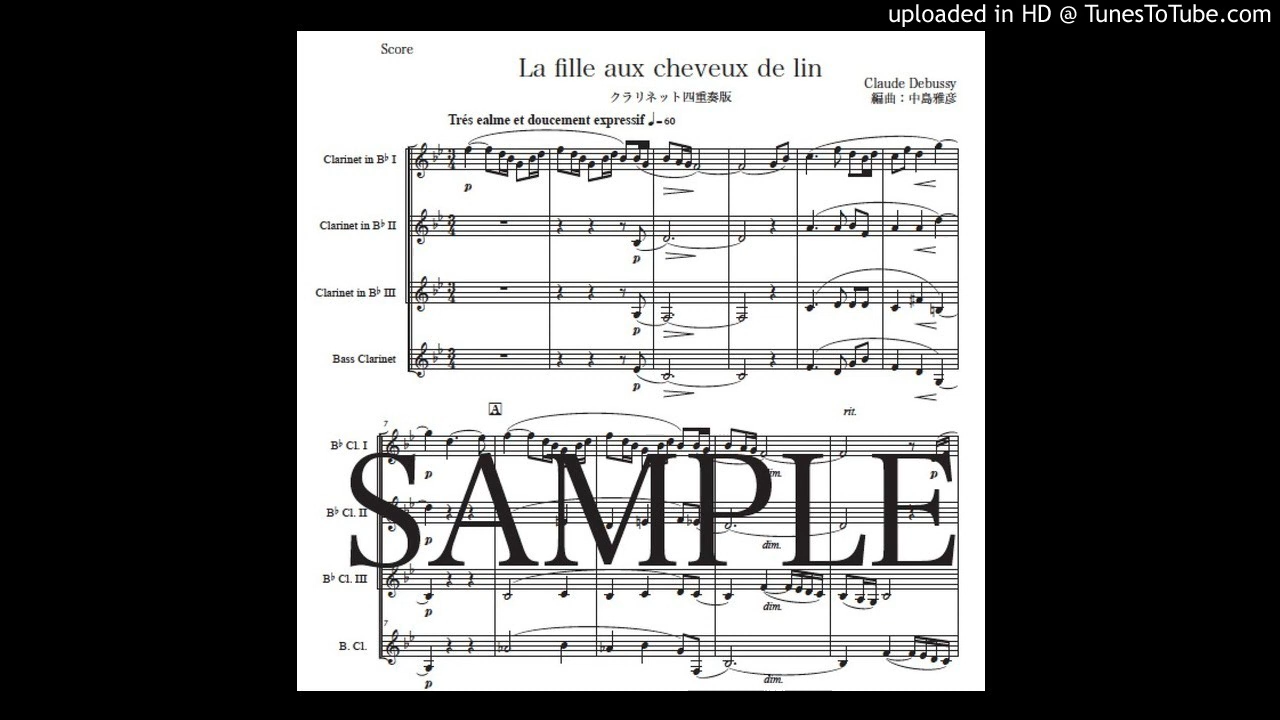 uploaded in HD @ TunesToTube.com
Score
La fille aux cheveux de lin
Claude Debussy
クラリネット四重奏版
編曲：中島雅彦
Trés ealme et doucement expressif ♩=60
Clarinet in B♭ I
p
Clarinet in B♭ II
p
Clarinet in B♭ III
p
Bass Clarinet
p
A
rit.
7
B♭ Cl. I
p
dim.
p
SAMPLE
B♭ Cl. II
p
dim.
B♭ Cl. III
p
dim.
7
B. Cl.
p
dim.